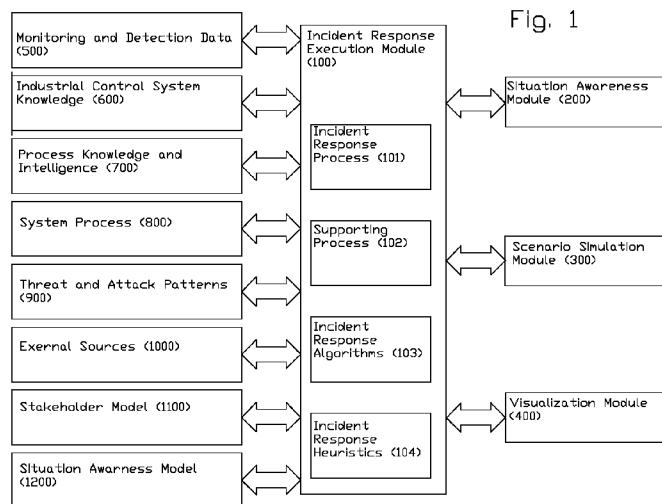 Fig. 1
Monitoring and Detection Data
(500)
Industrial Control System
Knowledge (600)
Process Knowledge and
Intelligence (700)
System Process (800)
Threat and Attack Patterns
(900)
Exernal Sources (1000)
Stakeholder Model (1100)
Situation Awarness Model
(1200)
Incident Response
Execution Module
(100)
Incident
Response
Process (101)
Supporting
Process (102)
Incident
Response
Algorithms (103)
Incident
Response
Heuristics (104)
Situation Awareness
Module (200)
Scenario Simulation
Module (300)
Visualization Module
(400)